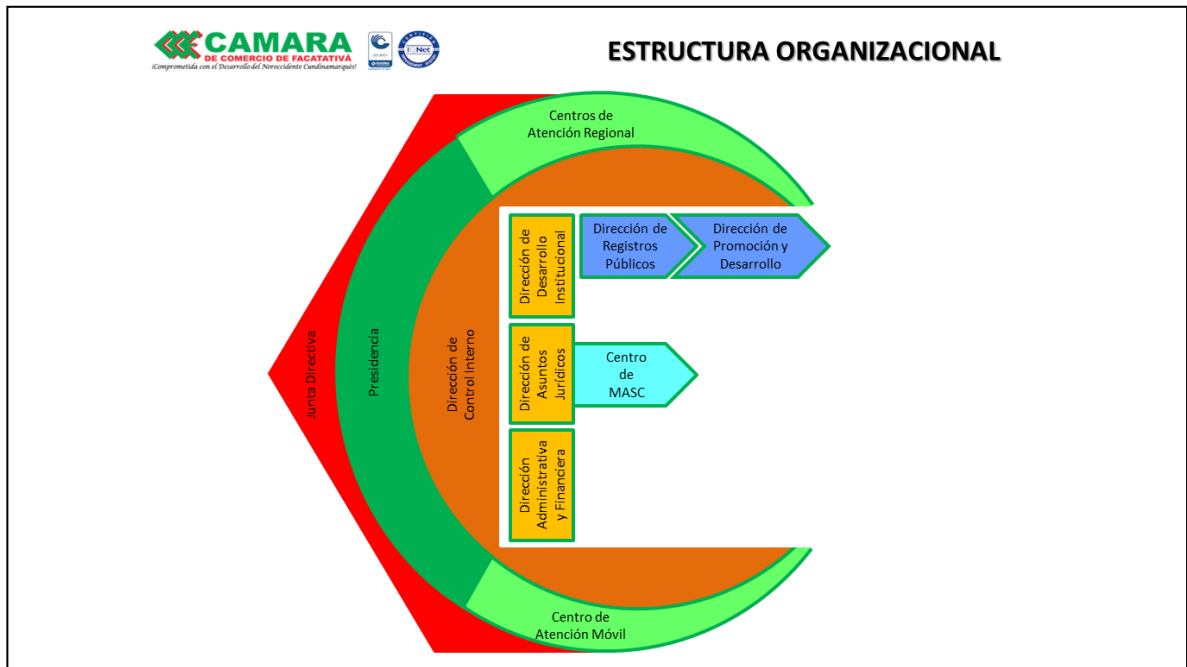 CAMARA
DE COMERCIO DE FACATATIVÁ
¡Comprometida con el Desarrollo del Noroccidente Cundinamarqués!
IQNet
ESTRUCTURA ORGANIZACIONAL
Centros de
Atención Regional
Junta Directiva
Presidencia
Dirección de
Control Interno
Dirección de
Desarrollo
Institucional
Dirección de
Registros
Públicos
Dirección de
Promoción y
Desarrollo
Dirección de
Asuntos
Jurídicos
Centro
de
MASC
Dirección
Administrativa
y Financiera
Centro de
Atención Móvil